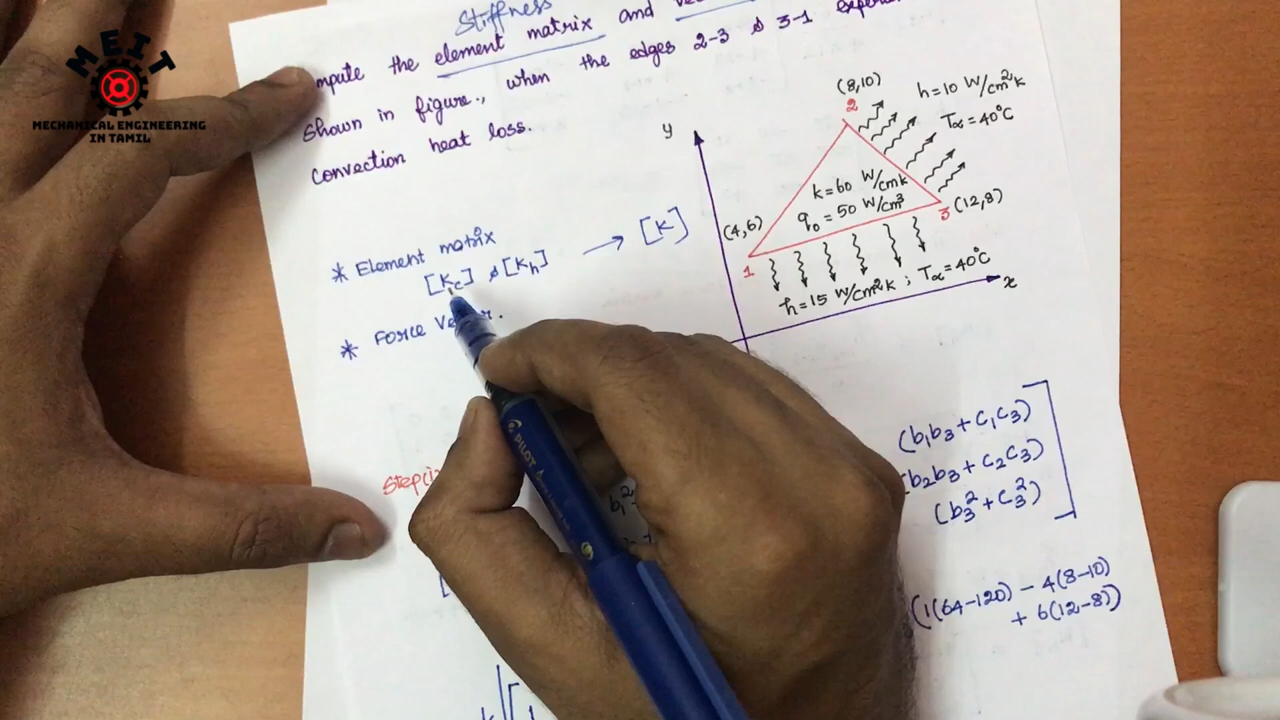 MEIT
MECHANICAL ENGINEERING
IN TAMIL
Stiffness
the element matrix and
shown in figure., when the edges 2-3 & 3-1
convection heat loss.
* Element matrix
[Kc] & [Kh] → [K]
* Force
Step
y
(8,10)
2
h=10 W/cm²k
T∝=40°C
k=60 W/cmk
q₀ = 50 W/cm³
(4,6)
1
3 (12,8)
h=15 W/cm²k ; T∝=40°C
x
(b₁b₃+c₁c₃)
b₂b₃+c₂c₃)
b₁²
(b₃²+c₃²)
(1(64-120) - 4(8-10)
+ 6(12-8))
PILOT